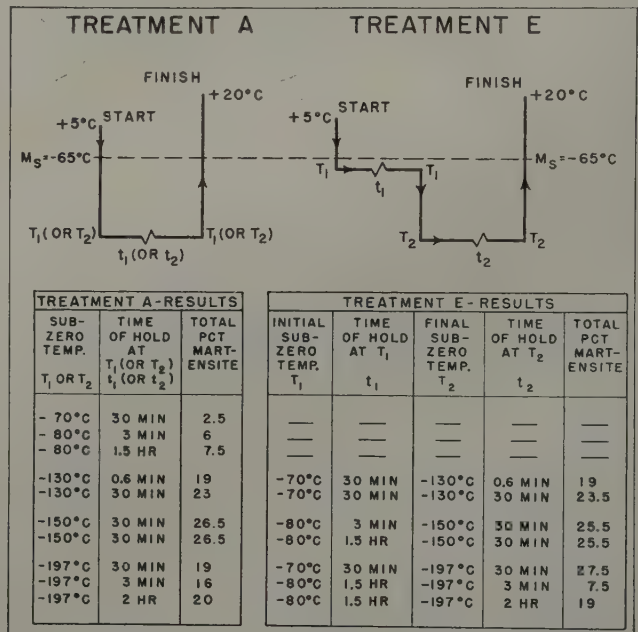 TREATMENT A TREATMENT E
FINISH
+20°C
START
+5°C
Ms=-65°C
T1(OR T2) T1(OR T2)
t1(OR t2)
FINISH
+20°C
START
+5°C
Ms=-65°C
T1 T1
t1
T2 T2
t2
TREATMENT A-RESULTS
SUB- TIME TOTAL
ZERO OF HOLD PCT
TEMP. AT MART-
T1(OR T2) ENSITE
T1 OR T2 t1(OR t2)
- 70°C 30 MIN 2.5
- 80°C 3 MIN 6
- 80°C 1.5 HR 7.5
-130°C 0.6 MIN 19
-130°C 30 MIN 23
-150°C 30 MIN 26.5
-150°C 30 MIN 26.5
-197°C 30 MIN 19
-197°C 3 MIN 16
-197°C 2 HR 20
TREATMENT E-RESULTS
INITIAL TIME FINAL TIME TOTAL
SUB- OF HOLD SUB- OF HOLD PCT
ZERO AT T1 ZERO AT T2 MART-
TEMP. TEMP. ENSITE
T1 t1 T2 t2
— — — — —
— — — — —
— — — — —
-70°C 30 MIN -130°C 0.6 MIN 19
-70°C 30 MIN -130°C 30 MIN 23.5
-80°C 3 MIN -150°C 30 MIN 25.5
-80°C 1.5 HR -150°C 30 MIN 25.5
-70°C 30 MIN -197°C 30 MIN 27.5
-80°C 1.5 HR -197°C 3 MIN 7.5
-80°C 1.5 HR -197°C 2 HR 19